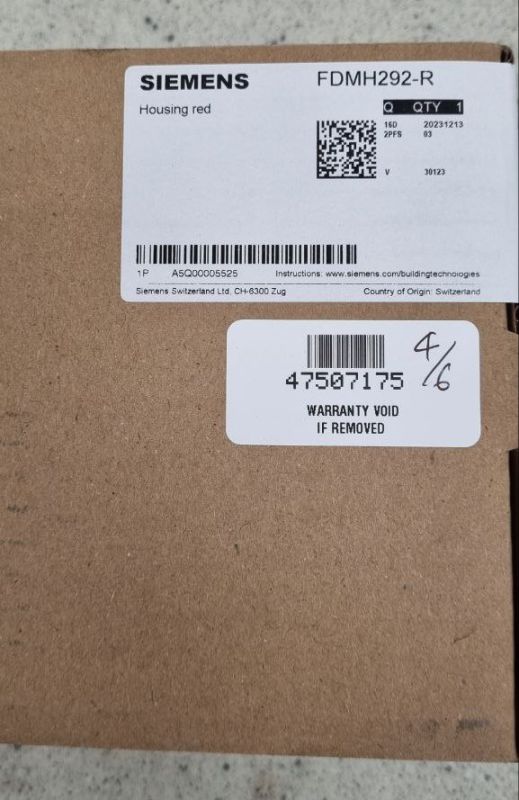 SIEMENS FDMH292-R
Housing red
Q QTY 1
16D 20231213
2PFS 03
V 30123
1P A5Q00005525 Instructions: www.siemens.com/buildingtechnologies
Siemens Switzerland Ltd. CH-6300 Zug Country of Origin: Switzerland
4/6
47507175
WARRANTY VOID
IF REMOVED